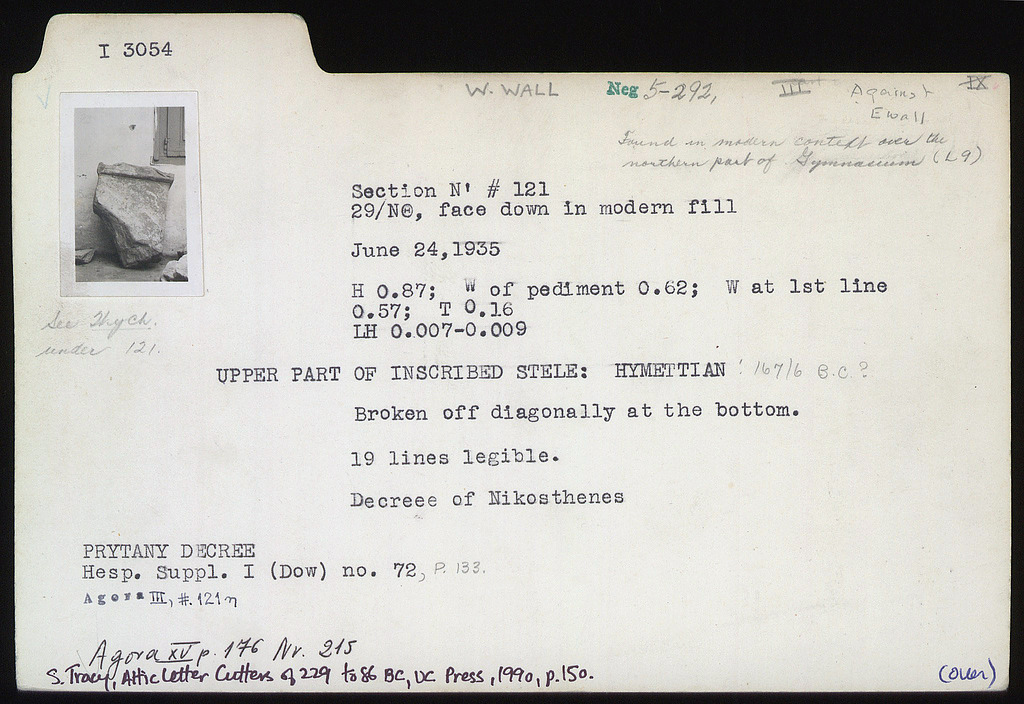 I 3054
W. WALL Neg 5-292, III IX
Against
E wall
Found in modern context over the
northern part of Gymnasium (L9)
Section N' # 121
29/NΘ, face down in modern fill
June 24,1935
H 0.87; W of pediment 0.62; W at 1st line
0.57; T 0.16
LH 0.007-0.009
See Thych.
under 121.
UPPER PART OF INSCRIBED STELE: HYMETTIAN 167/6 B.C.?
Broken off diagonally at the bottom.
19 lines legible.
Decreee of Nikosthenes
PRYTANY DECREE
Hesp. Suppl. I (Dow) no. 72, P. 133.
Agora III, #. 121n
Agora XV p. 176 Nr. 215
S. Tracy, Attic Letter Cutters of 229 to 86 BC, UC Press, 1990, p.150.
(over)